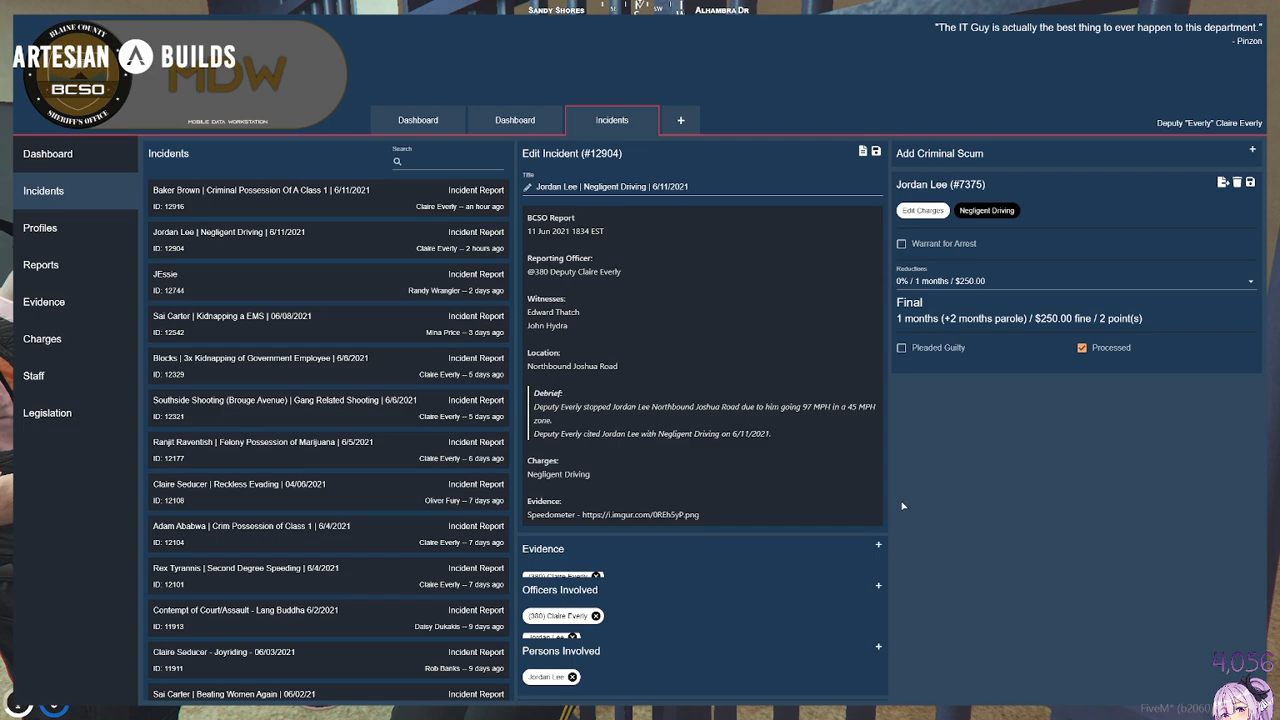 SANDY SHORES
ALHAMBRA DR
"The IT Guy is actually the best thing to ever happen to this department."
- Pinzon
BLAINE COUNTY
BCSO
SHERIFF'S OFFICE
ARTESIAN BUILDS
MDW
MOBILE DATA WORKSTATION
Dashboard
Dashboard
Incidents
+
Deputy "Everly" Claire Everly
Dashboard
Incidents
Profiles
Reports
Evidence
Charges
Staff
Legislation
Incidents
Search
Baker Brown | Criminal Possession Of A Class 1 | 6/11/2021 Incident Report
ID: 12916 Claire Everly -- an hour ago
Jordan Lee | Negligent Driving | 6/11/2021 Incident Report
ID: 12904 Claire Everly -- 2 hours ago
JEssie Incident Report
ID: 12744 Randy Wrangler -- 2 days ago
Sai Carter | Kidnapping a EMS | 06/08/2021 Incident Report
ID: 12542 Mina Price -- 3 days ago
Blocks | 3x Kidnapping of Government Employee | 6/6/2021 Incident Report
ID: 12329 Claire Everly -- 5 days ago
Southside Shooting (Brouge Avenue) | Gang Related Shooting | 6/6/2021 Incident Report
ID: 12321 Claire Everly -- 5 days ago
Ranjit Raventish | Felony Possession of Marijuana | 6/5/2021 Incident Report
ID: 12177 Claire Everly -- 6 days ago
Claire Seducer | Reckless Evading | 04/06/2021 Incident Report
ID: 12108 Oliver Fury -- 7 days ago
Adam Ababwa | Crim Possession of Class 1 | 6/4/2021 Incident Report
ID: 12104 Claire Everly -- 7 days ago
Rex Tyrannis | Second Degree Speeding | 6/4/2021 Incident Report
ID: 12101 Claire Everly -- 7 days ago
Contempt of Court/Assault - Lang Buddha 6/2/2021 Incident Report
ID: 11913 Daisy Dukakis -- 9 days ago
Claire Seducer - Joyriding - 06/03/2021 Incident Report
ID: 11911 Rob Banks -- 9 days ago
Sai Carter | Beating Women Again | 06/02/21 Incident Report
Edit Incident (#12904)
Title
Jordan Lee | Negligent Driving | 6/11/2021
BCSO Report
11 Jun 2021 1834 EST
Reporting Officer:
@380 Deputy Claire Everly
Witnesses:
Edward Thatch
John Hydra
Location:
Northbound Joshua Road
Debrief:
Deputy Everly stopped Jordan Lee Northbound Joshua Road due to him going 97 MPH in a 45 MPH
zone.
Deputy Everly cited Jordan Lee with Negligent Driving on 6/11/2021.
Charges:
Negligent Driving
Evidence:
Speedometer - https://i.imgur.com/0REh5yP.png
Evidence +
(380) Claire Everly
Officers Involved +
(380) Claire Everly
Jordan Lee
Persons Involved +
Jordan Lee
Add Criminal Scum +
Jordan Lee (#7375)
Edit Charges Negligent Driving
Warrant for Arrest
Reductions
0% / 1 months / $250.00
Final
1 months (+2 months parole) / $250.00 fine / 2 point(s)
Pleaded Guilty Processed
4,056
FiveM* (b2060